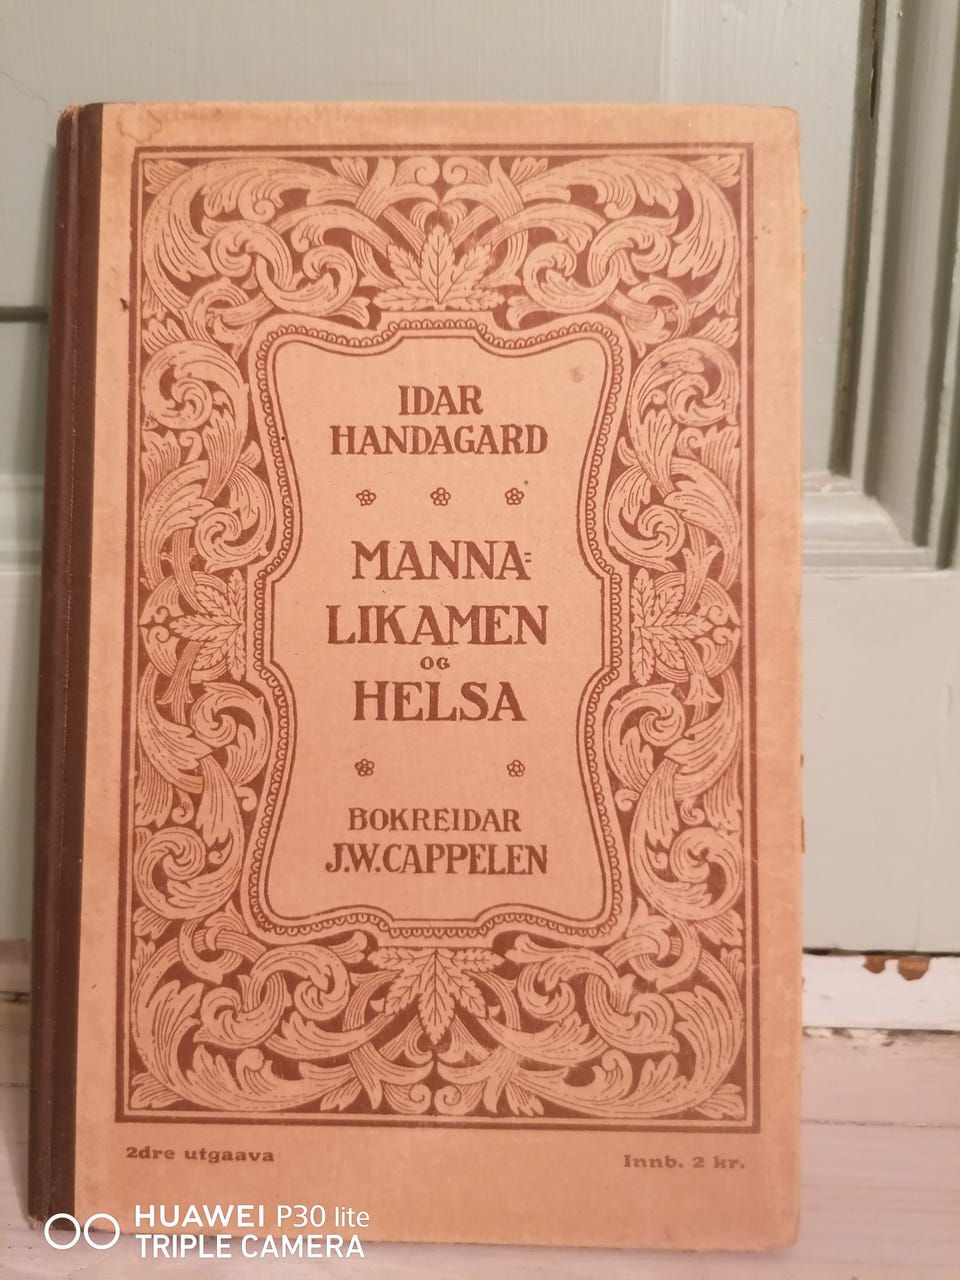 IDAR
HANDAGARD
MANNA-
LIKAMEN
OG
HELSA
BOKREIDAR
J.W. CAPPELEN
2dre utgaava
Innb. 2 kr.
HUAWEI P30 lite
TRIPLE CAMERA